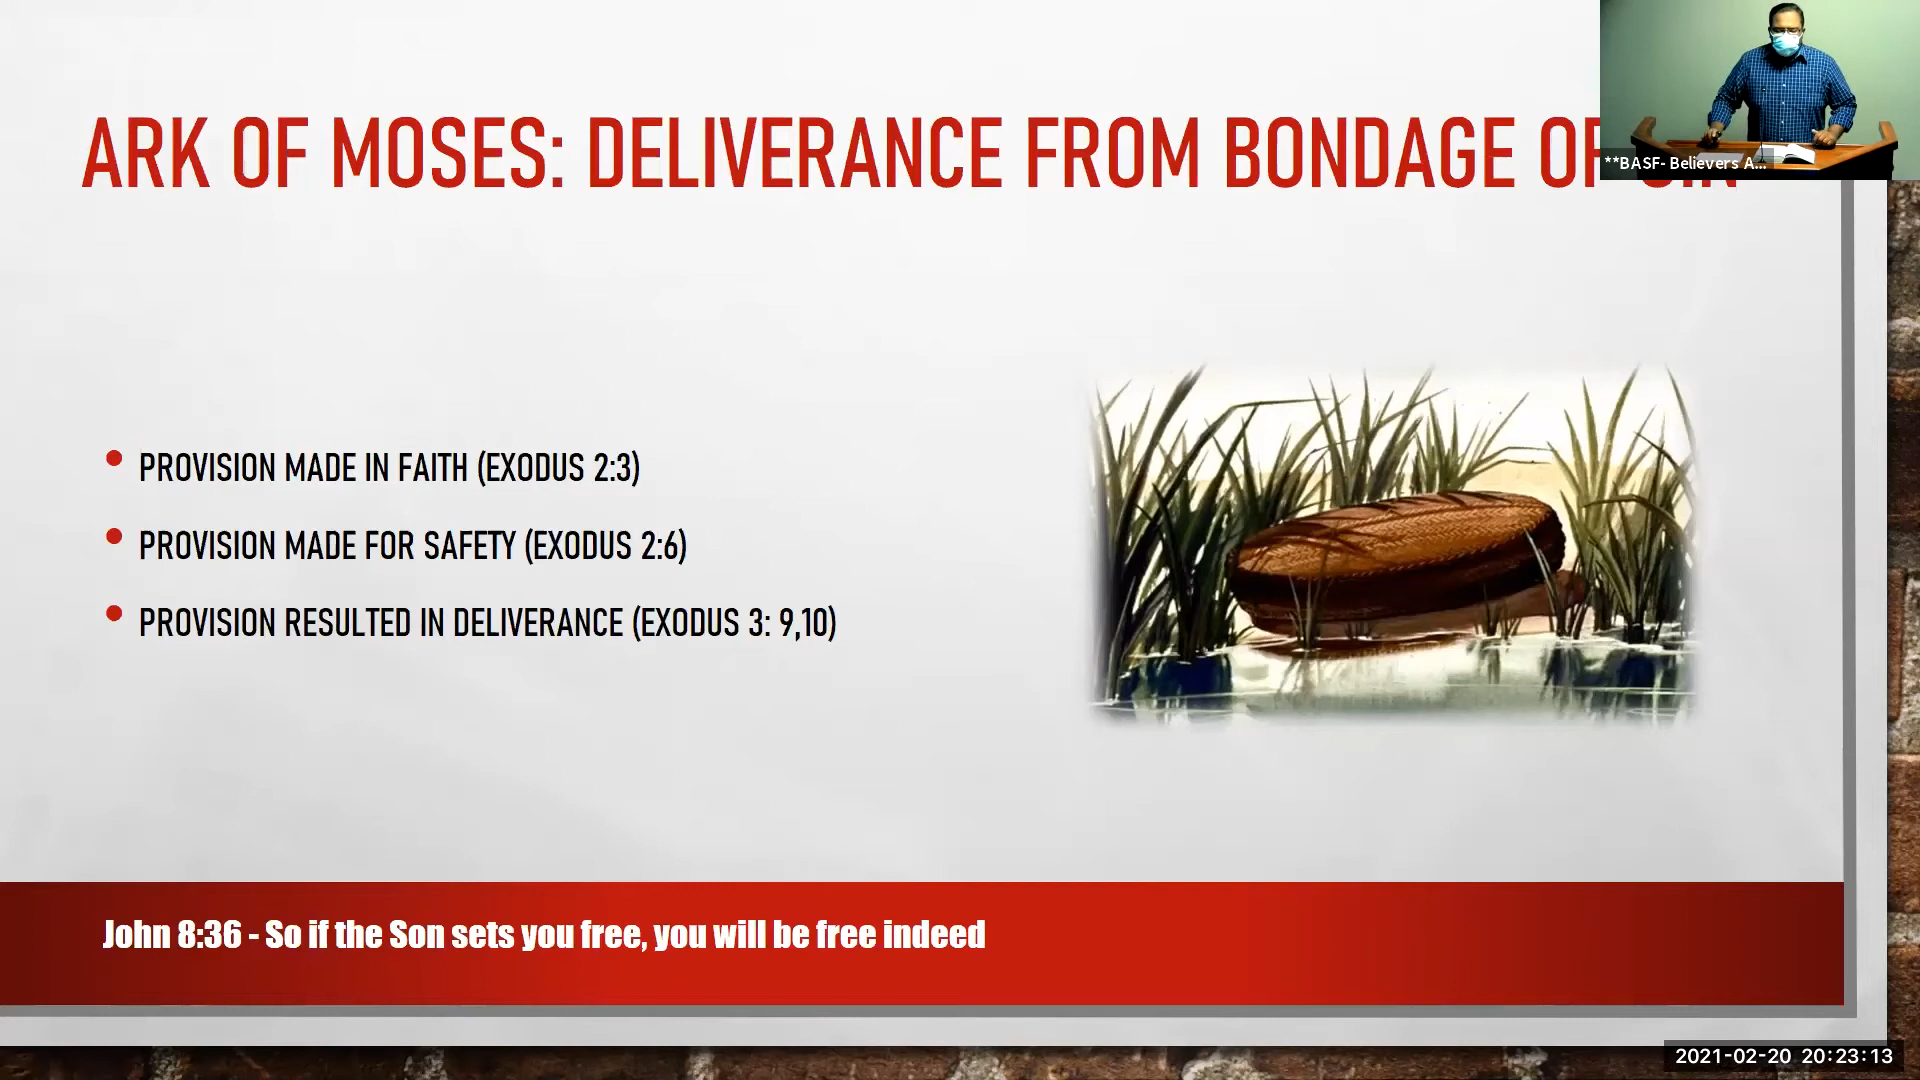 ARK OF MOSES: DELIVERANCE FROM BONDAGE OF SIN
**BASF- Believers A...
PROVISION MADE IN FAITH (EXODUS 2:3)
PROVISION MADE FOR SAFETY (EXODUS 2:6)
PROVISION RESULTED IN DELIVERANCE (EXODUS 3: 9,10)
John 8:36 - So if the Son sets you free, you will be free indeed
2021-02-20 20:23:13